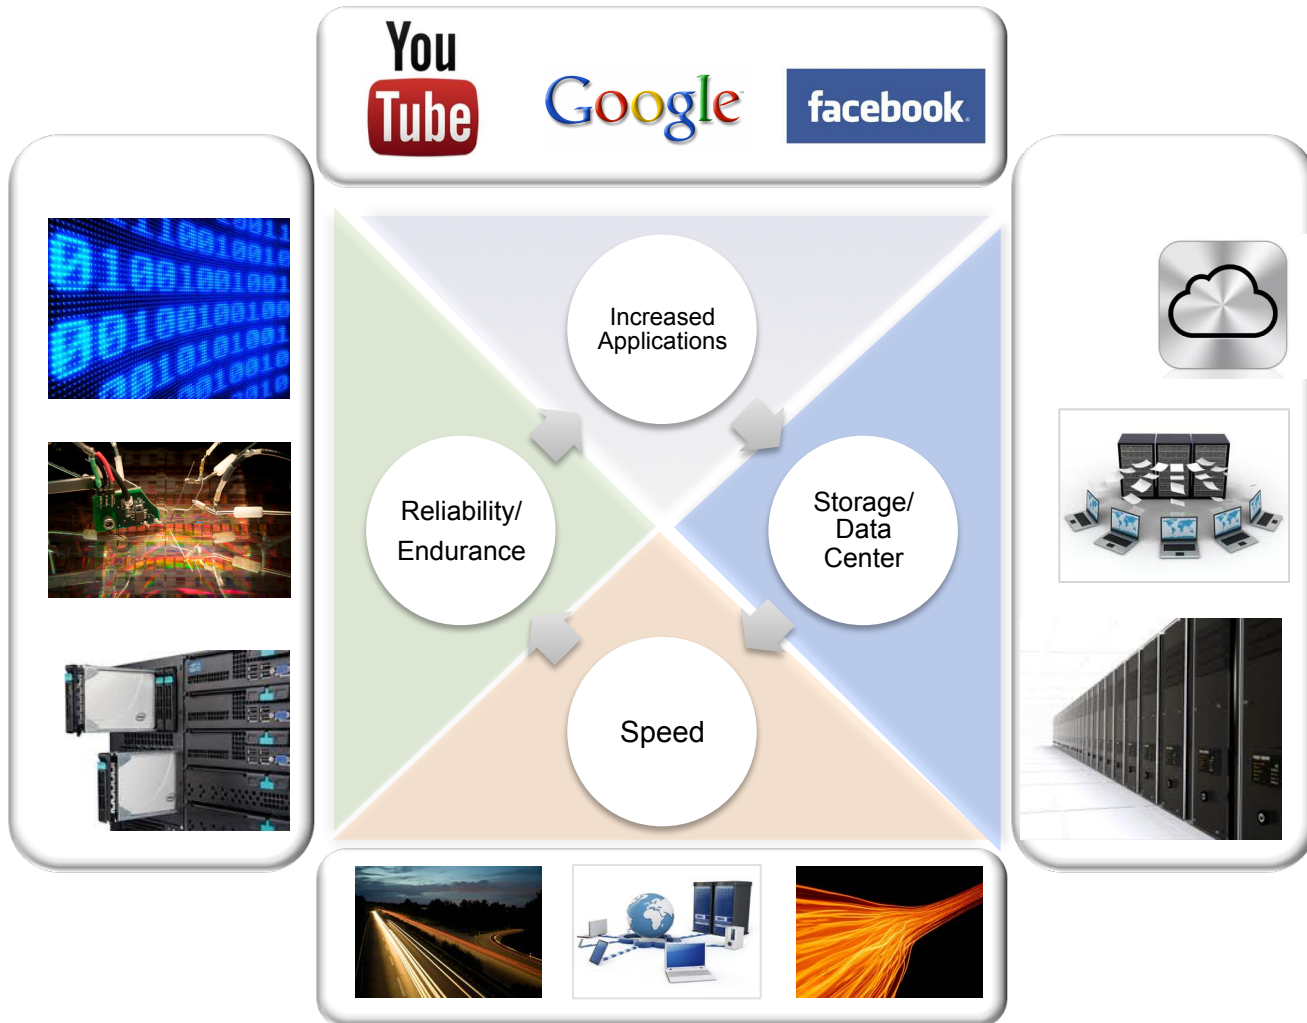 You
Tube
Google
facebook
Increased
Applications
Reliability/
Endurance
Storage/
Data
Center
Speed